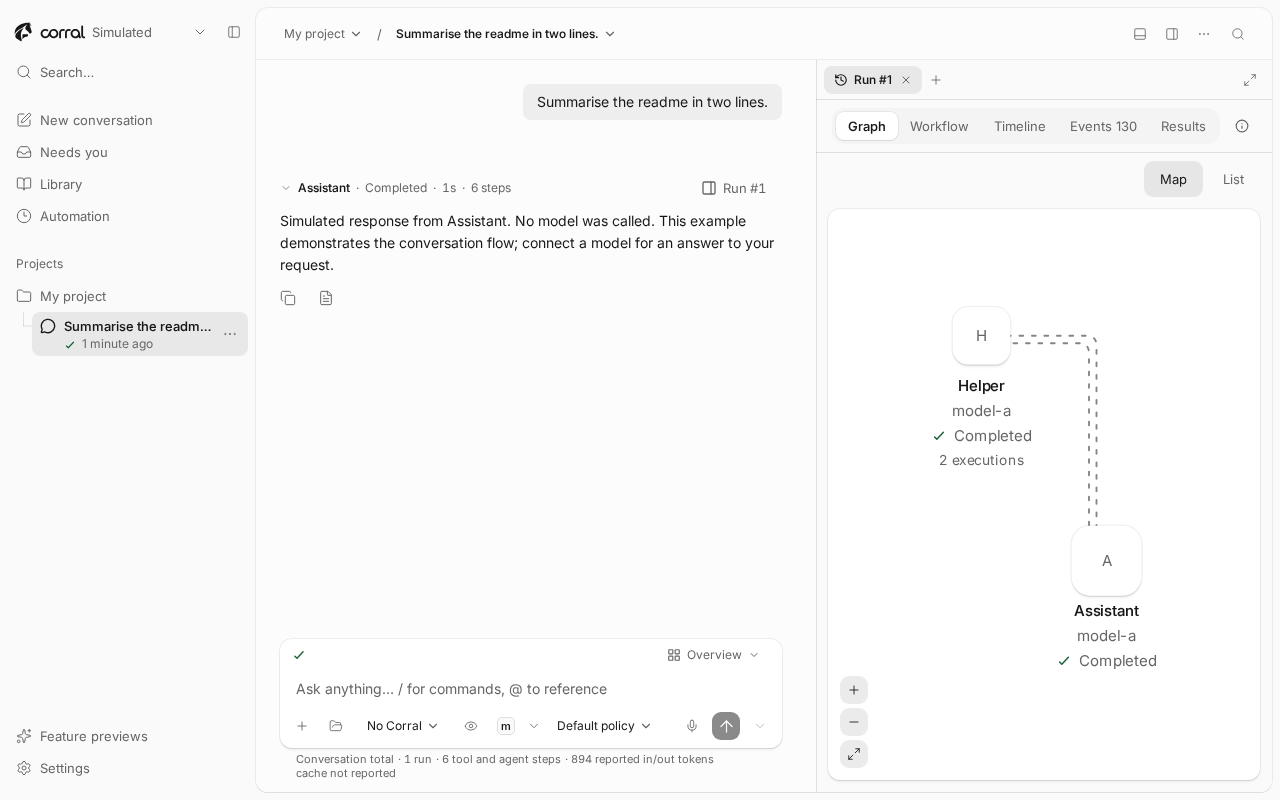 corral Simulated
Search...
New conversation
Needs you
Library
Automation
Projects
My project
Summarise the readm...
1 minute ago
Feature previews
Settings
My project / Summarise the readme in two lines.
Summarise the readme in two lines.
Assistant · Completed · 1s · 6 steps
Run #1
Simulated response from Assistant. No model was called. This example
demonstrates the conversation flow; connect a model for an answer to your
request.
Overview
Ask anything... / for commands, @ to reference
No Corral
m
Default policy
Conversation total · 1 run · 6 tool and agent steps · 894 reported in/out tokens
cache not reported
Run #1
Graph Workflow Timeline Events 130 Results
Map List
H
Helper
model-a
Completed
2 executions
A
Assistant
model-a
Completed